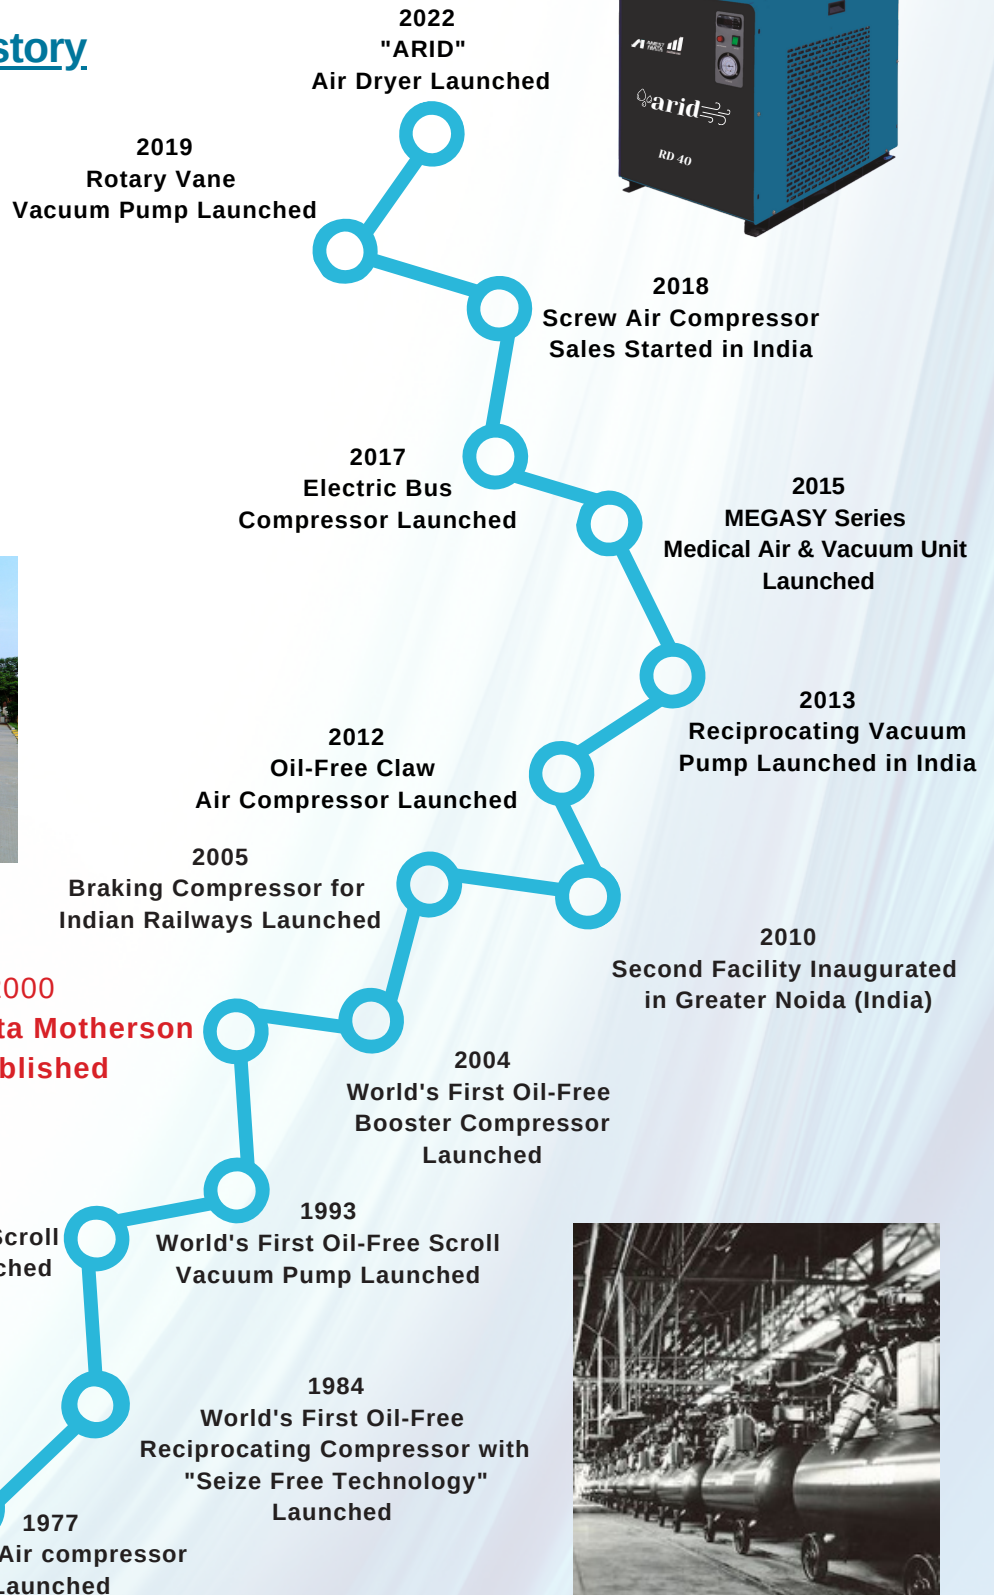 story
2022
"ARID"
Air Dryer Launched
ANEST
IWATA
arid
RD 40
2019
Rotary Vane
Vacuum Pump Launched
2018
Screw Air Compressor
Sales Started in India
2017
Electric Bus
Compressor Launched
2015
MEGASY Series
Medical Air & Vacuum Unit
Launched
2013
Reciprocating Vacuum
Pump Launched in India
2012
Oil-Free Claw
Air Compressor Launched
2005
Braking Compressor for
Indian Railways Launched
2010
Second Facility Inaugurated
in Greater Noida (India)
2000
ta Motherson
blished
2004
World's First Oil-Free
Booster Compressor
Launched
1993
World's First Oil-Free Scroll
Vacuum Pump Launched
Scroll
ched
1984
World's First Oil-Free
Reciprocating Compressor with
"Seize Free Technology"
Launched
1977
Air compressor
Launched